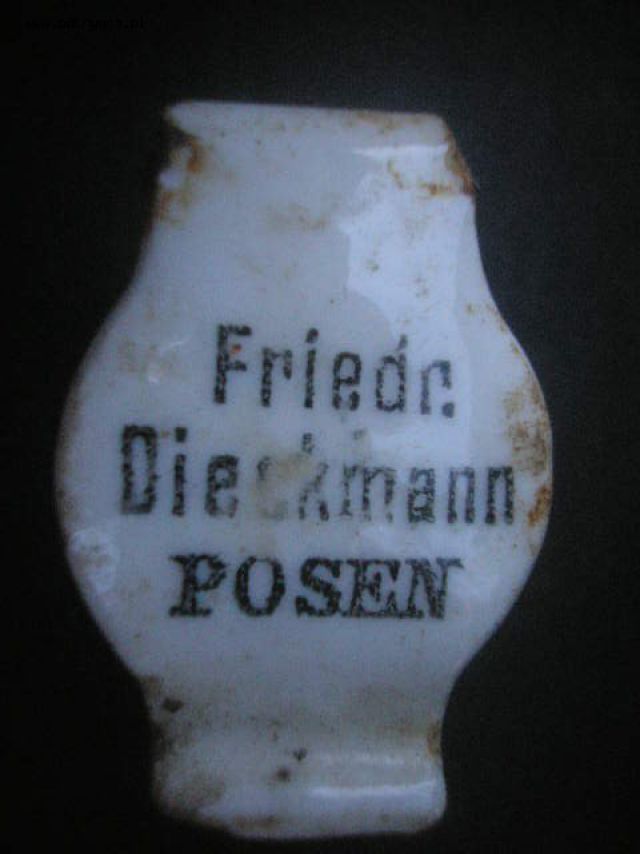 Friedr.
Dieckmann
POSEN